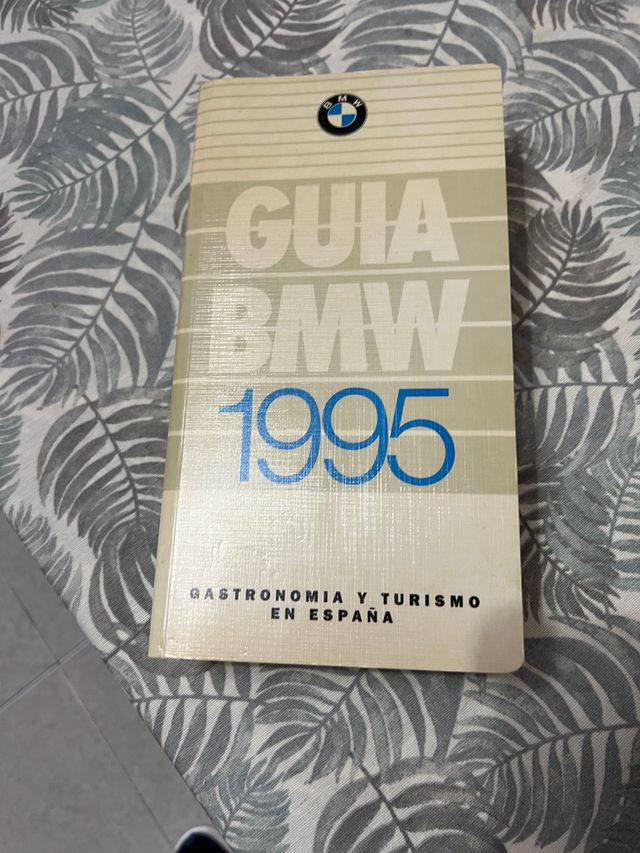 BMW
GUIA
BMW
1995
GASTRONOMIA Y TURISMO
EN ESPAÑA